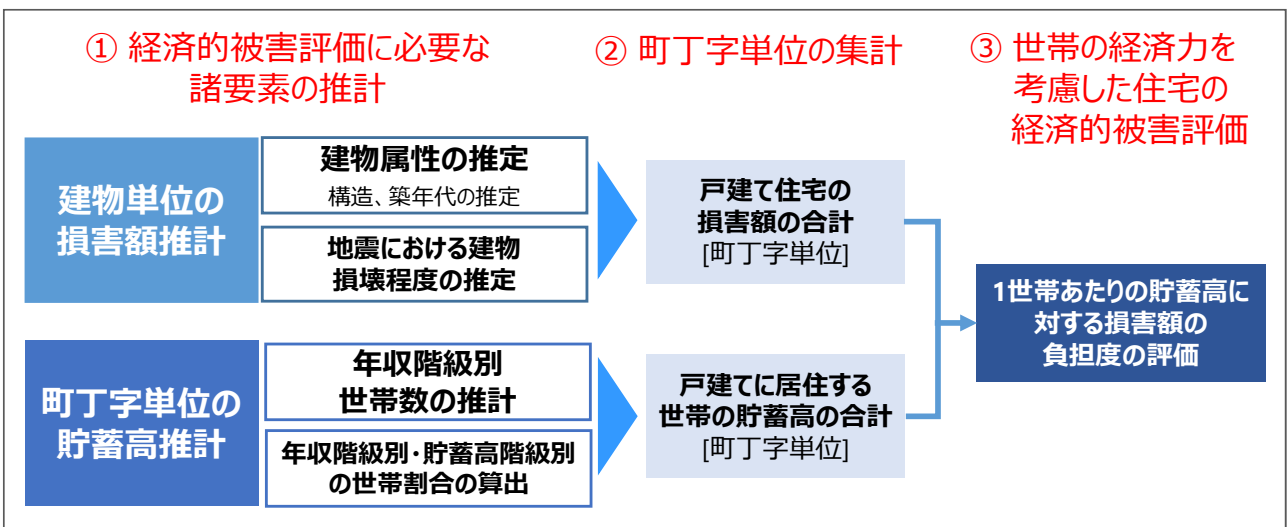 ① 経済的被害評価に必要な
諸要素の推計
② 町丁字単位の集計
③ 世帯の経済力を
考慮した住宅の
経済的被害評価
建物単位の
損害額推計
建物属性の推定
構造、築年代の推定
地震における建物
損壊程度の推定
戸建て住宅の
損害額の合計
[町丁字単位]
町丁字単位の
貯蓄高推計
年収階級別
世帯数の推計
年収階級別・貯蓄高階級別
の世帯割合の算出
戸建てに居住する
世帯の貯蓄高の合計
[町丁字単位]
1世帯あたりの貯蓄高に
対する損害額の
負担度の評価